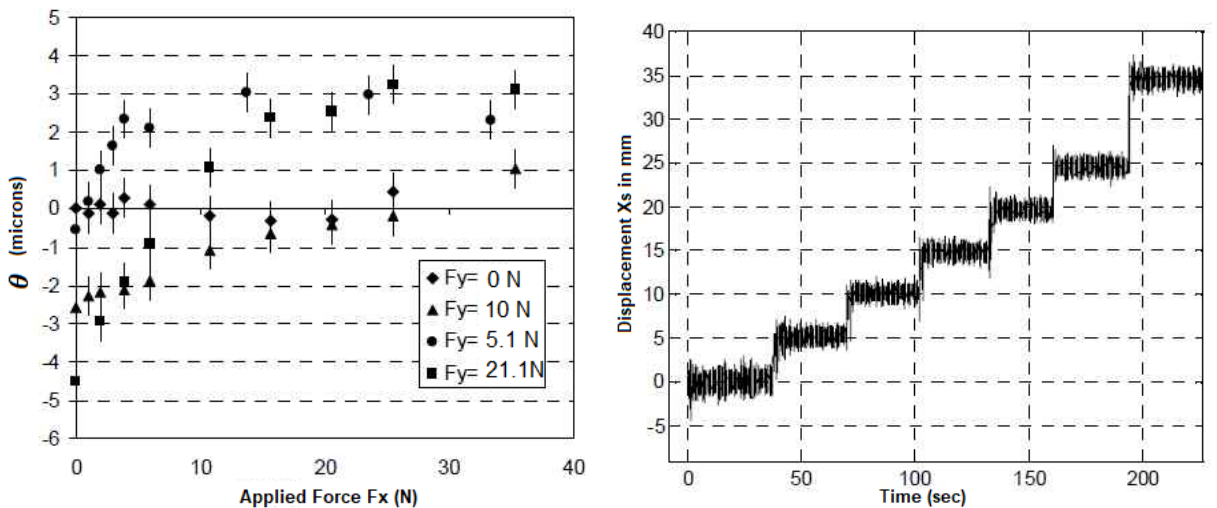 5
4
3
2
1
0
-1
-2
-3
-4
-5
-6
θ (microns)
Fy= 0 N
Fy= 10 N
Fy= 5.1 N
Fy= 21.1N
0 10 20 30 40
Applied Force Fx (N)
40
35
30
25
20
15
10
5
0
-5
Displacement Xs in mm
0 50 100 150 200
Time (sec)